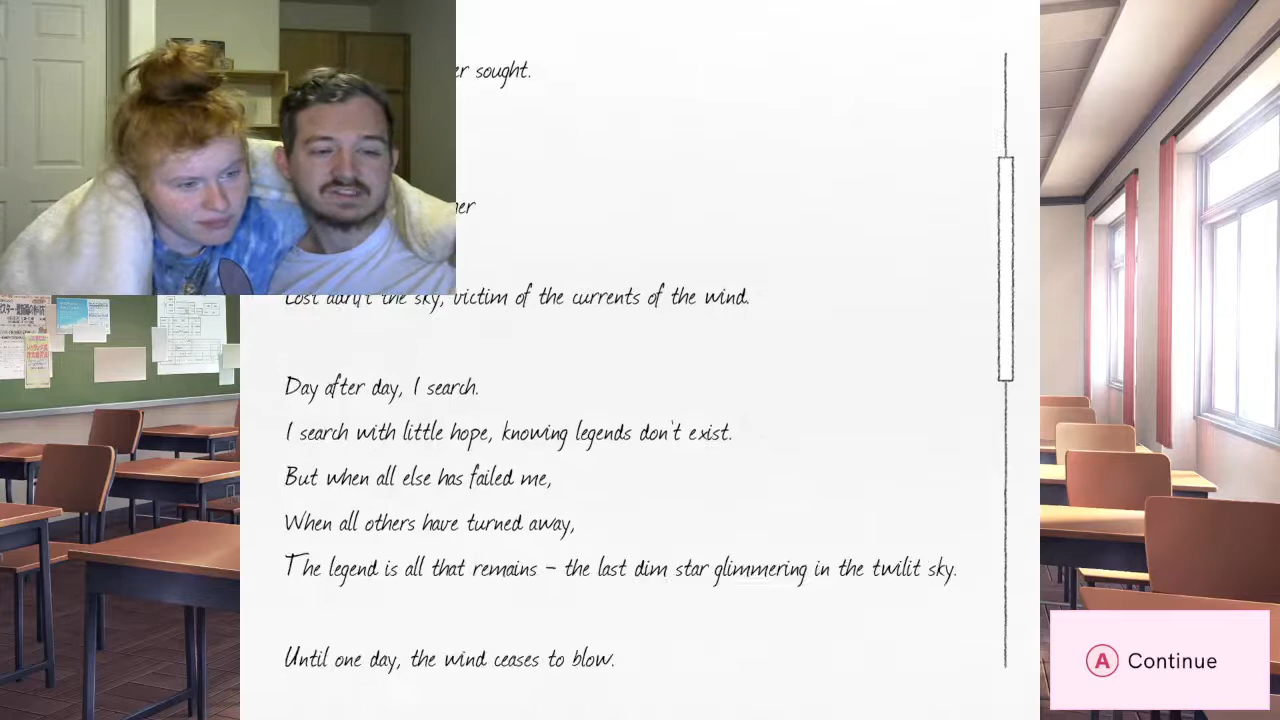 sought.
Lost adrift the sky, victim of the currents of the wind.
Day after day, I search.
I search with little hope, knowing legends don't exist.
But when all else has failed me,
When all others have turned away,
The legend is all that remains – the last dim star glimmering in the twilit sky.
Until one day, the wind ceases to blow.
A Continue